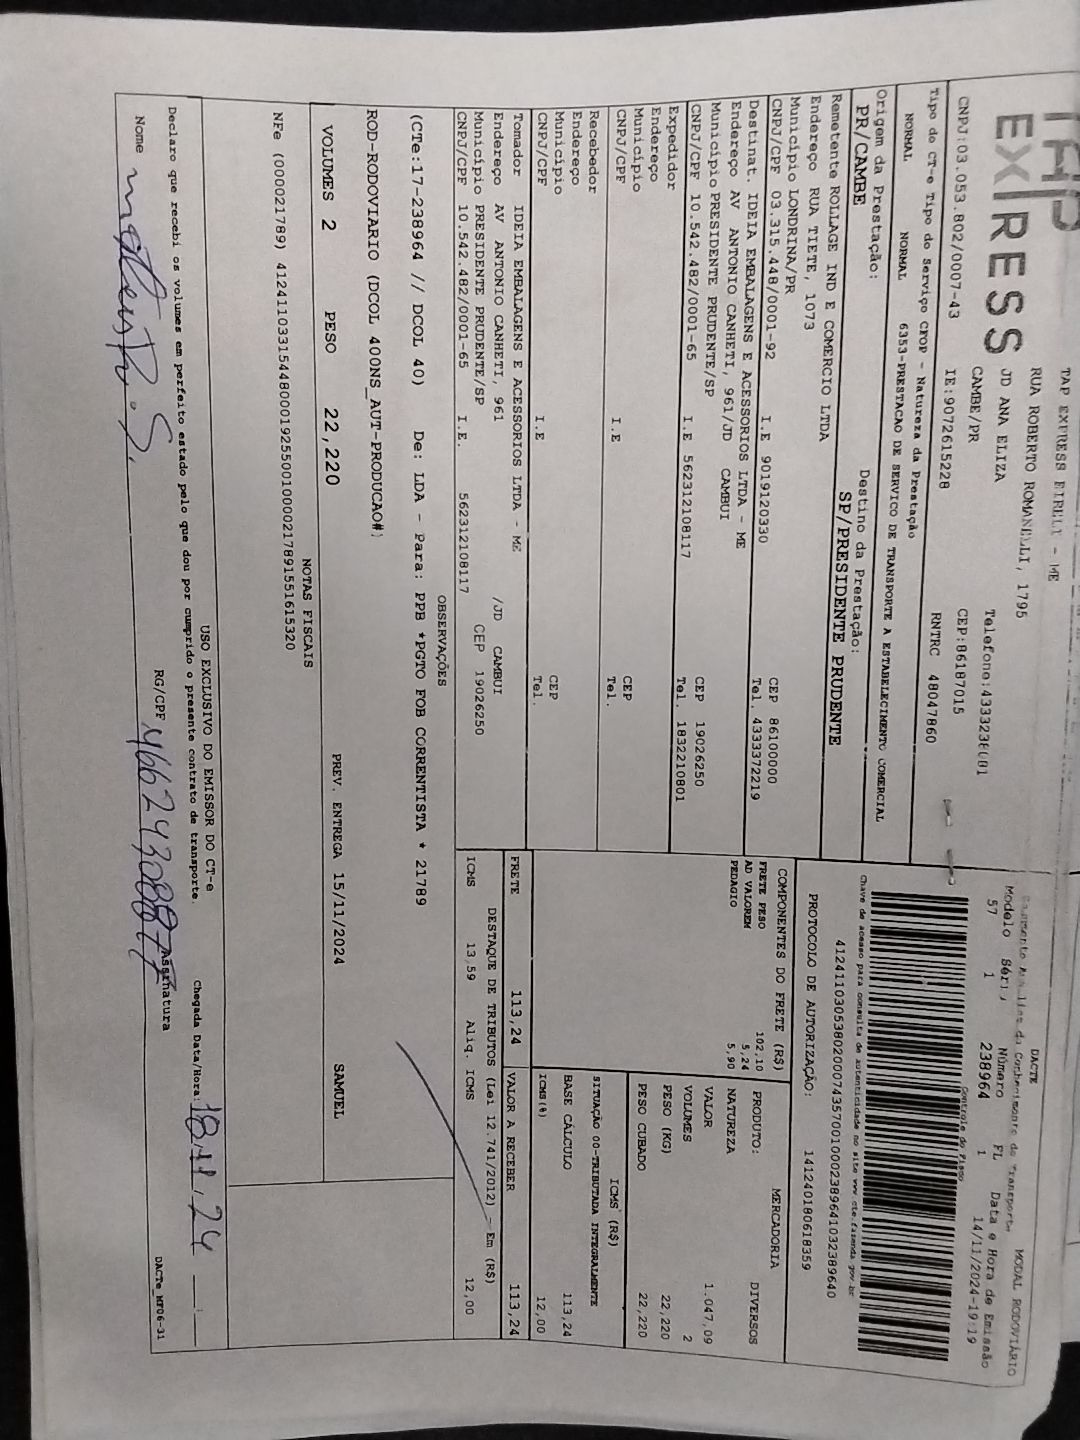 TAP EXPRESS EIRELI - ME
RUA ROBERTO ROMANELLI, 1795
JD ANA ELIZA
CAMBE/PR
Telefone:4333238001
CEP:86187015
EXPRESS
CNPJ:03.053.802/0007-43 IE:9072615228 RNTRC 48047860
DACTE
MODAL RODOVIÁRIO
Modelo Série Número FL Data e Hora de Emissão
57 1 238964 1 14/11/2024-19:19
Controle do Fisco
Tipo do CT-e Tipo do Serviço CFOP - Natureza da Prestação
NORMAL NORMAL 6353-PRESTACAO DE SERVICO DE TRANSPORTE A ESTABELECIMENTO COMERCIAL
Chave de acesso para consulta de autenticidade no site www.cte.fazenda.gov.br
41241103053802000743570010002389641032389640
Origem da Prestação: Destino da Prestação:
PR/CAMBE SP/PRESIDENTE PRUDENTE
PROTOCOLO DE AUTORIZAÇÃO: 141240180618359
Remetente ROLLAGE IND E COMERCIO LTDA
Endereço RUA TIETE, 1073
Município LONDRINA/PR CEP 86100000
CNPJ/CPF 03.315.448/0001-92 I.E 9019120330 Tel. 4333372219
Destinat. IDEIA EMBALAGENS E ACESSORIOS LTDA - ME
Endereço AV ANTONIO CANHETI, 961/JD CAMBUI
Município PRESIDENTE PRUDENTE/SP CEP 19026250
CNPJ/CPF 10.542.482/0001-65 I.E 562312108117 Tel. 1832210801
Expedidor
Endereço
Município CEP
CNPJ/CPF I.E Tel.
Recebedor
Endereço
Município CEP
CNPJ/CPF I.E Tel.
Tomador IDEIA EMBALAGENS E ACESSORIOS LTDA - ME
Endereço AV ANTONIO CANHETI, 961 /JD CAMBUI
Município PRESIDENTE PRUDENTE/SP CEP 19026250
CNPJ/CPF 10.542.482/0001-65 I.E. 562312108117
COMPONENTES DO FRETE (R$)
FRETE PESO 102,10
AD VALOREM 5,24
PEDAGIO 5,90
MERCADORIA
PRODUTO: DIVERSOS
NATUREZA
VALOR 1.047,09
VOLUMES 2
PESO (KG) 22,220
PESO CUBADO 22,220
ICMS (R$)
SITUAÇÃO 00-TRIBUTADA INTEGRALMENTE
BASE CÁLCULO 113,24
ICMS(%) 12,00
FRETE 113,24 VALOR A RECEBER 113,24
DESTAQUE DE TRIBUTOS (Lei 12.741/2012) - Em (R$)
ICMS 13,59 Aliq. ICMS 12,00
OBSERVAÇÕES
(CTe:17-238964 // DCOL 40) De: LDA - Para: PPB *PGTO FOB CORRENTISTA * 21789
ROD-RODOVIARIO (DCOL 400NS_AUT-PRODUCAO#)
VOLUMES 2 PESO 22,220 PREV. ENTREGA 15/11/2024 SAMUEL
NOTAS FISCAIS
NFe (000021789) 41241103315448000192550010000217891551615320
USO EXCLUSIVO DO EMISSOR DO CT-e
Declaro que recebi os volumes em perfeito estado pelo que dou por cumprido o presente contrato de transporte. Chegada Data/Hora: 18.11.24
Nome RG/CPF Assinatura
DACTe_MF06-31